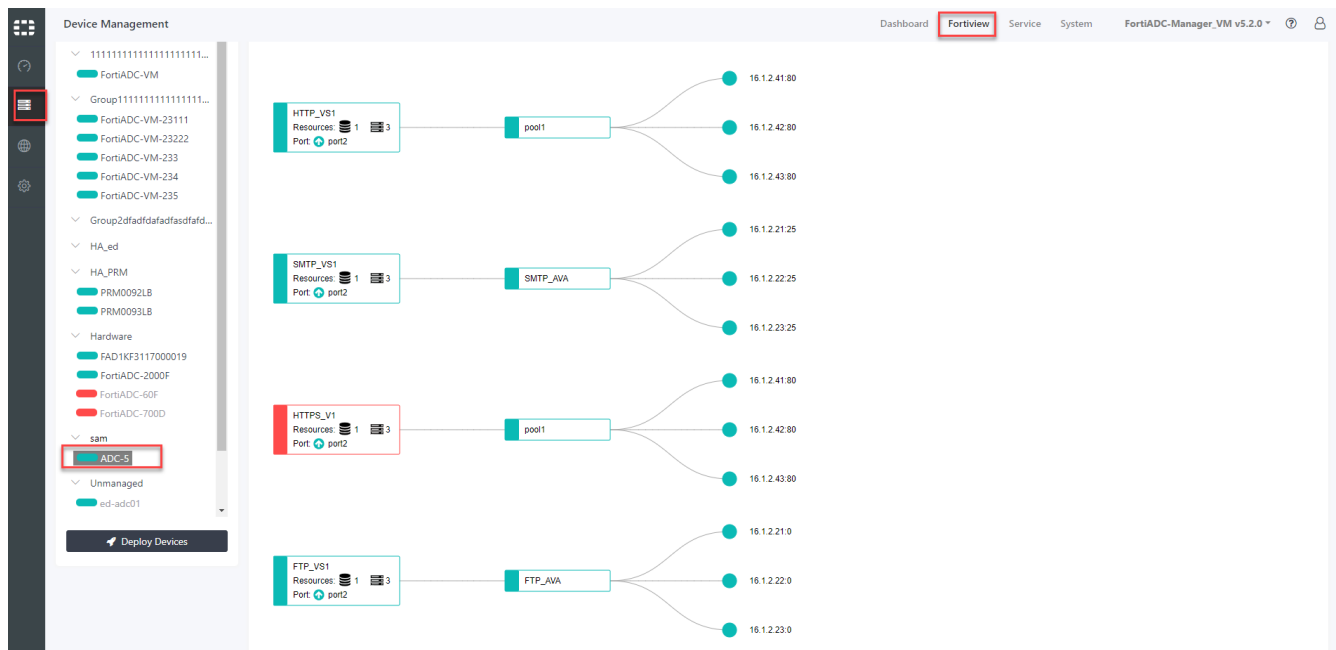 Device Management
Dashboard
Fortiview
Service
System
FortiADC-Manager_VM v5.2.0
11111111111111111111...
FortiADC-VM
Group1111111111111111...
FortiADC-VM-23111
FortiADC-VM-23222
FortiADC-VM-233
FortiADC-VM-234
FortiADC-VM-235
Group2dfadfdafadfasdfafd...
HA_ed
HA_PRM
PRM0092LB
PRM0093LB
Hardware
FAD1KF3117000019
FortiADC-2000F
FortiADC-60F
FortiADC-700D
sam
ADC-5
Unmanaged
ed-adc01
Deploy Devices
HTTP_VS1
Resources: 1 3
Port: port2
pool1
16.1.2.41:80
16.1.2.42:80
16.1.2.43:80
SMTP_VS1
Resources: 1 3
Port: port2
SMTP_AVA
16.1.2.21:25
16.1.2.22:25
16.1.2.23:25
HTTPS_V1
Resources: 1 3
Port: port2
pool1
16.1.2.41:80
16.1.2.42:80
16.1.2.43:80
FTP_VS1
Resources: 1 3
Port: port2
FTP_AVA
16.1.2.21:0
16.1.2.22:0
16.1.2.23:0